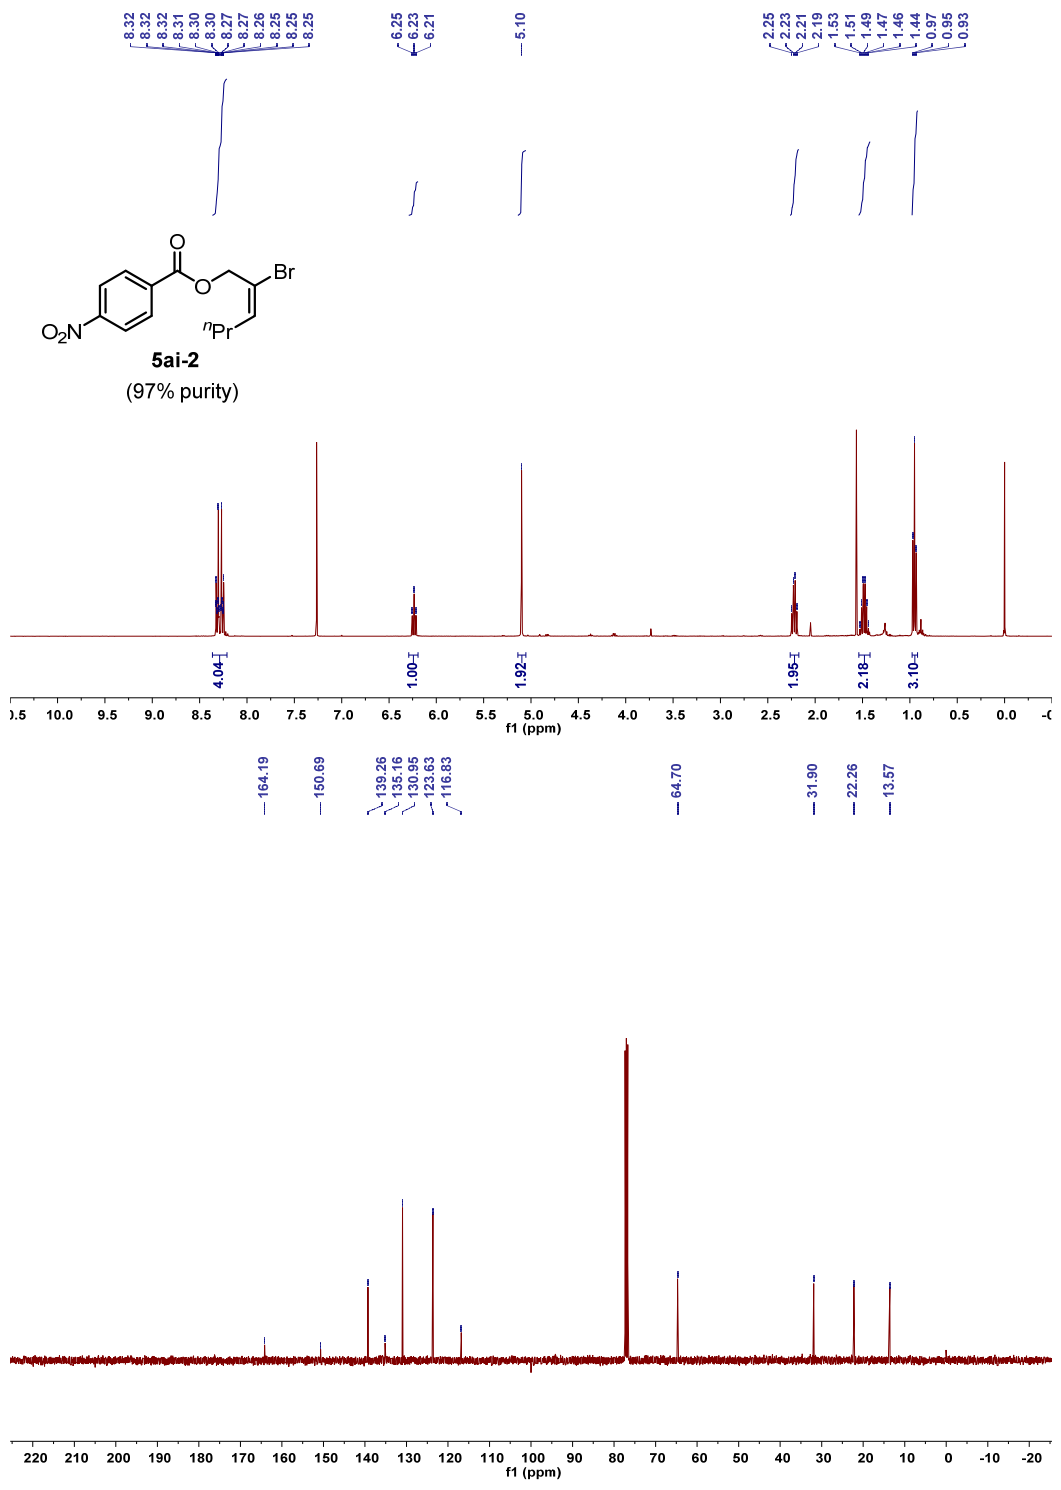 8.32 8.32 8.32 8.31 8.30 8.30 8.27 8.27 8.26 8.25 8.25 8.25 6.25 6.23 6.21 5.10 2.25 2.23 2.21 2.19 1.53 1.51 1.49 1.47 1.46 1.44 0.97 0.95 0.93
O
O
Br
O2N
nPr
5ai-2
(97% purity)
4.04 1.00 1.92 1.95 2.18 3.10
0.5 10.0 9.5 9.0 8.5 8.0 7.5 7.0 6.5 6.0 5.5 5.0 4.5 4.0 3.5 3.0 2.5 2.0 1.5 1.0 0.5 0.0 -0
f1 (ppm)
164.19 150.69 139.26 135.16 130.95 123.63 116.83 64.70 31.90 22.26 13.57
220 210 200 190 180 170 160 150 140 130 120 110 100 90 80 70 60 50 40 30 20 10 0 -10 -20
f1 (ppm)